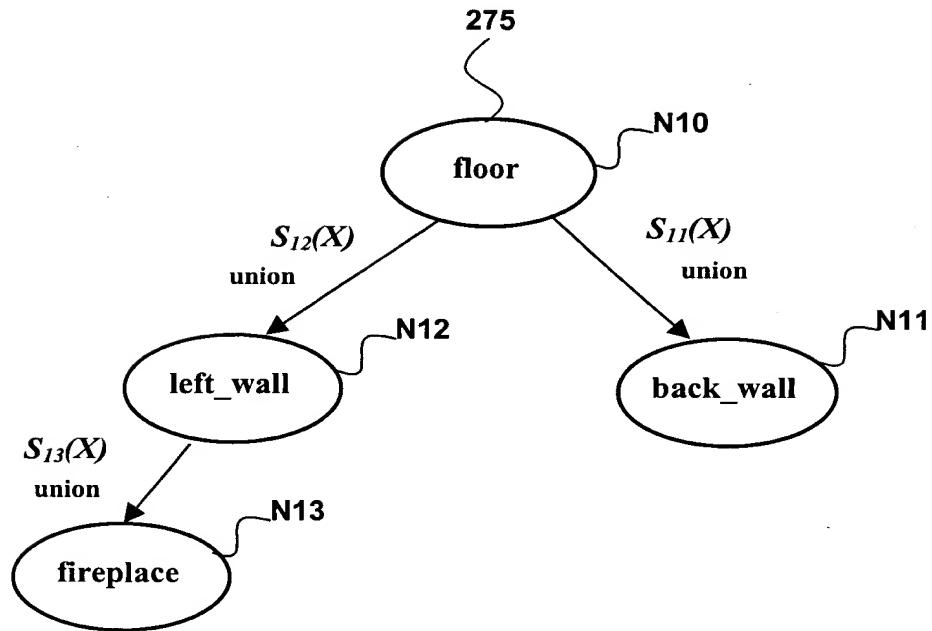 275
N10
floor
S12(X)
union
S11(X)
union
N12
N11
left_wall
back_wall
S13(X)
union
N13
fireplace